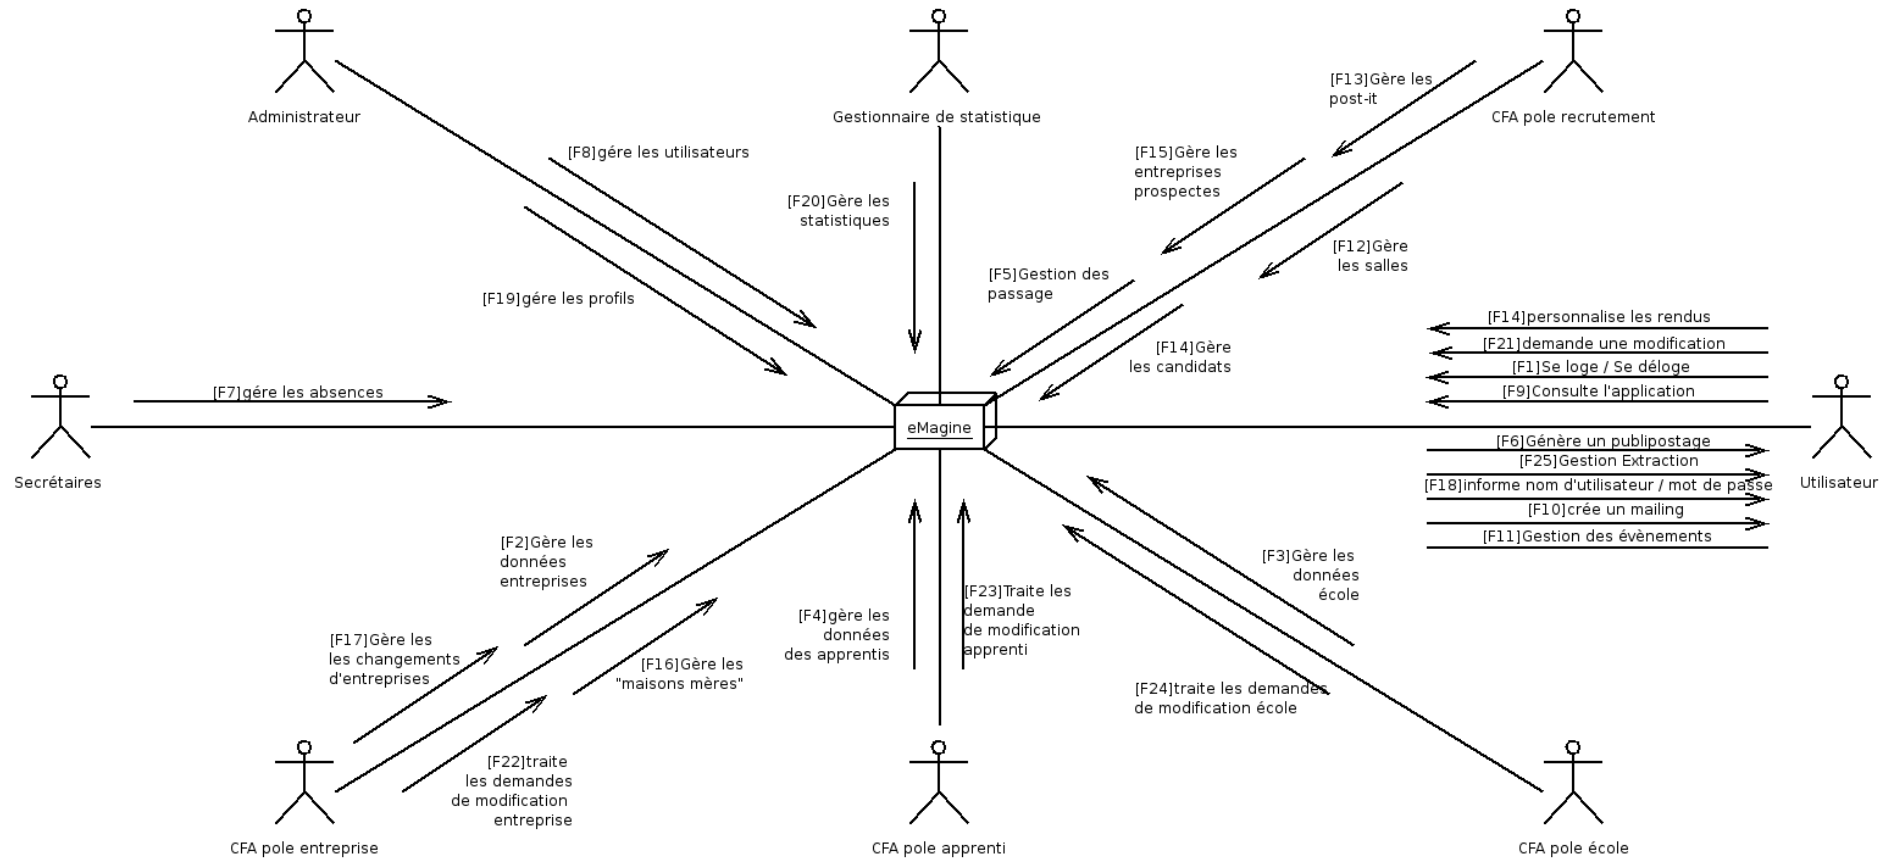 Administrateur
Gestionnaire de statistique
CFA pole recrutement
[F13]Gère les
post-it
[F8]gére les utilisateurs
[F15]Gère les
entreprises
prospectes
[F20]Gère les
statistiques
[F12]Gère
les salles
[F5]Gestion des
passage
[F19]gére les profils
[F14]Gère
les candidats
[F14]personnalise les rendus
[F21]demande une modification
[F1]Se loge / Se déloge
[F9]Consulte l'application
[F7]gére les absences
eMagine
Secrétaires
Utilisateur
[F6]Génère un publipostage
[F25]Gestion Extraction
[F18]informe nom d'utilisateur / mot de passe
[F10]crée un mailing
[F11]Gestion des évènements
[F2]Gère les
données
entreprises
[F3]Gère les
données
école
[F23]Traite les
demande
de modification
apprenti
[F4]gère les
données
des apprentis
[F17]Gère les
les changements
d'entreprises
[F16]Gère les
"maisons mères"
[F24]traite les demandes
de modification école
[F22]traite
les demandes
de modification
entreprise
CFA pole entreprise
CFA pole apprenti
CFA pole école